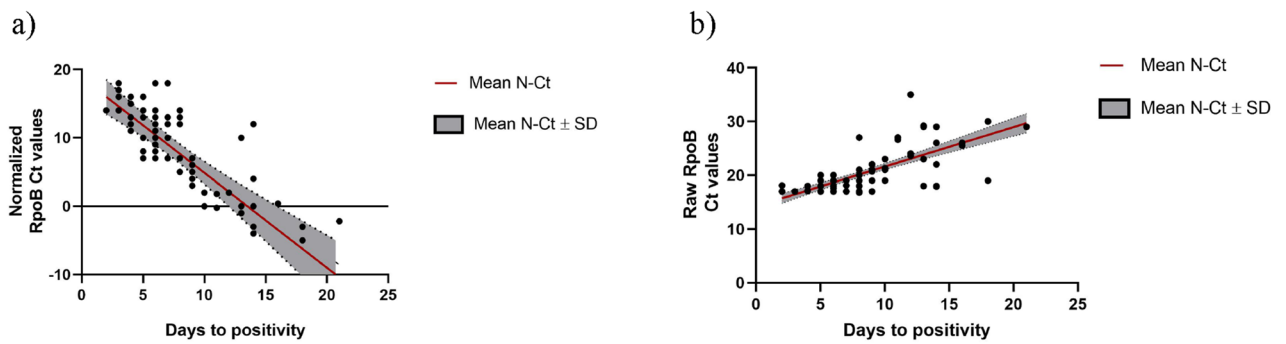 a)
Normalized
RpoB Ct values
20
10
0
-10
0 5 10 15 20 25
Days to positivity
Mean N-Ct
Mean N-Ct ± SD
b)
Raw RpoB
Ct values
40
30
20
10
0
0 5 10 15 20 25
Days to positivity
Mean N-Ct
Mean N-Ct ± SD